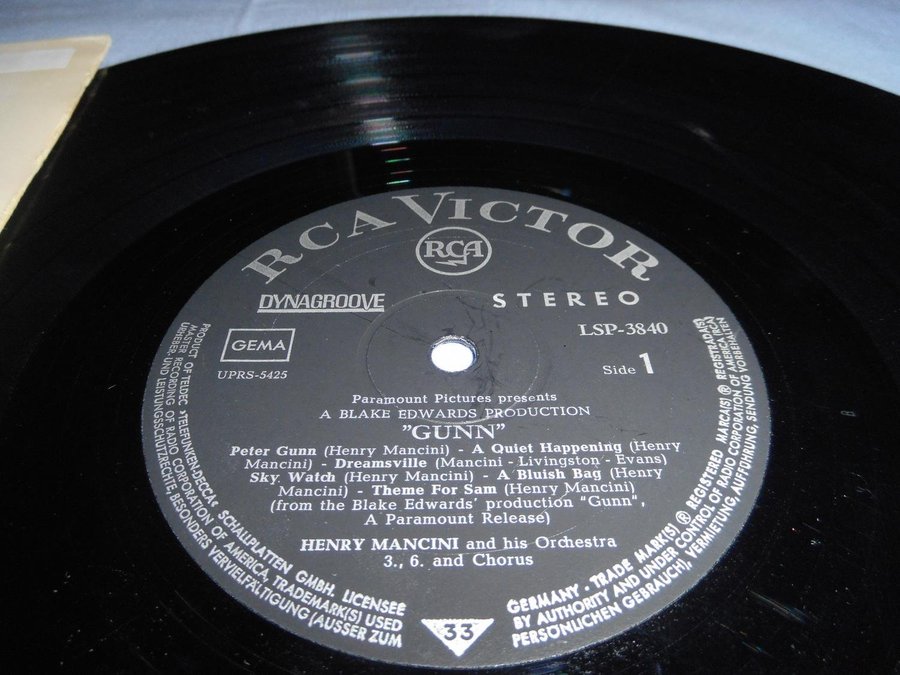 RCA VICTOR
RCA
DYNAGROOVE
STEREO
GEMA
LSP-3840
UPRS-5425
Side 1
Paramount Pictures presents
A BLAKE EDWARDS PRODUCTION
"GUNN"
Peter Gunn (Henry Mancini) - A Quiet Happening (Henry
Mancini) - Dreamsville (Mancini - Livingston - Evans)
Sky Watch (Henry Mancini) - A Bluish Bag (Henry
Mancini) - Theme For Sam (Henry Mancini)
(from the Blake Edwards' production "Gunn",
A Paramount Release)
HENRY MANCINI and his Orchestra
3., 6. and Chorus
33
PRODUCT OF TELDEC »TELEFUNKEN-DECCA« SCHALLPLATTEN GMBH. LICENSEE
MASTER RECORDING OF RADIO CORPORATION OF AMERICA, TRADEMARK(S) USED
URHEBER- UND LEISTUNGSSCHUTZRECHTE, BESONDERS VERVIELFÄLTIGUNG (AUSSER ZUM
GERMANY - TRADE MARK(S) ® REGISTERED MARCA(S) ® REGISTRADA(S)
BY AUTHORITY AND UNDER CONTROL OF RADIO CORPORATION OF AMERICA (RCA)
PERSÖNLICHEN GEBRAUCH), VERMIETUNG, AUFFÜHRUNG, SENDUNG VORBEHALTEN